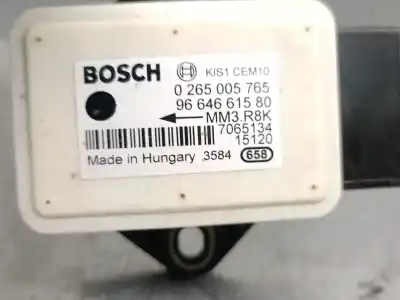 BOSCH KIS1 CEM10
0 265 005 765
96 646 615 80
MM3.R8K
7065134
15120
Made in Hungary 3584 658